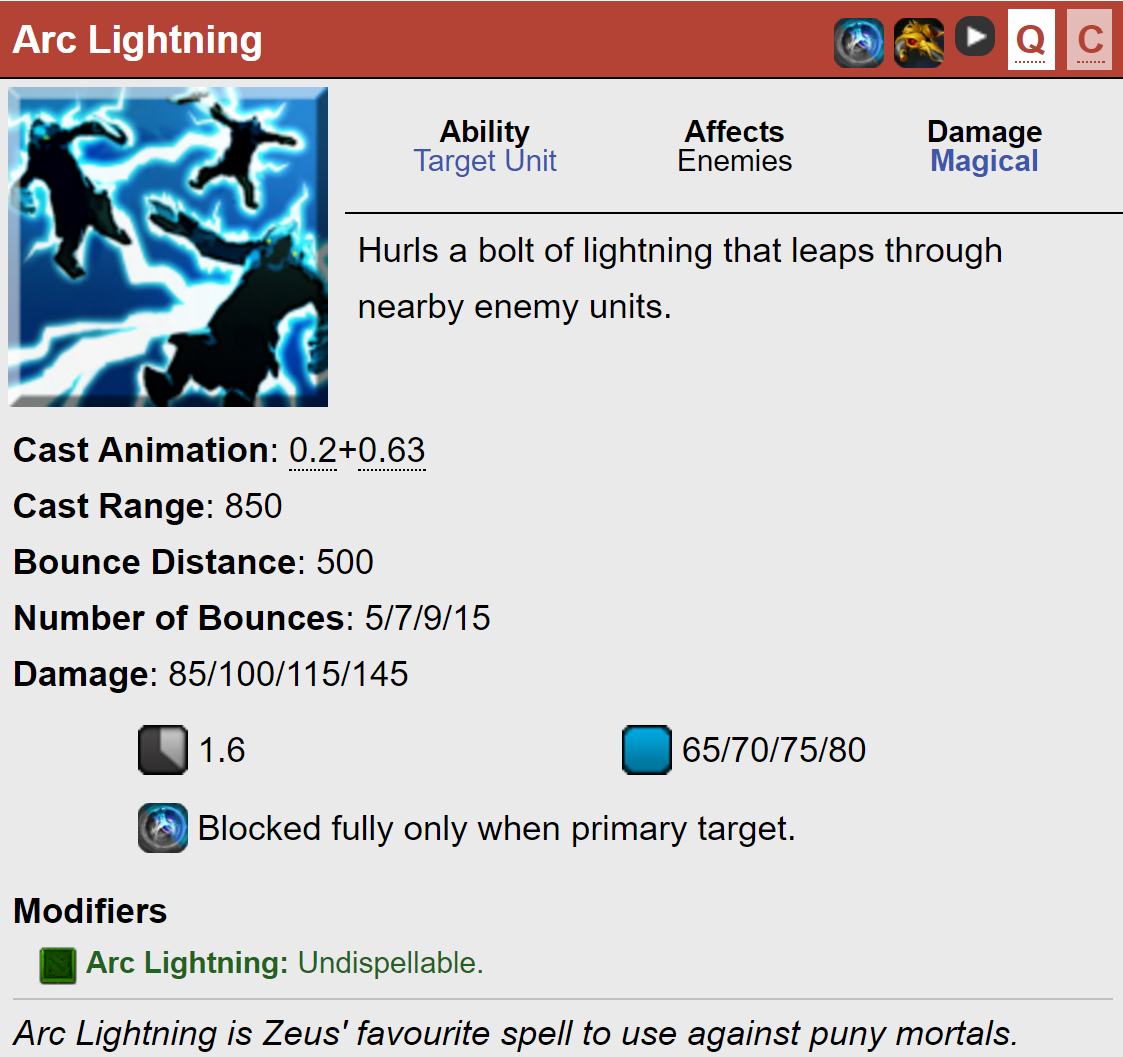 Arc Lightning Q C
Ability Affects Damage
Target Unit Enemies Magical
Hurls a bolt of lightning that leaps through
nearby enemy units.
Cast Animation: 0.2+0.63
Cast Range: 850
Bounce Distance: 500
Number of Bounces: 5/7/9/15
Damage: 85/100/115/145
1.6 65/70/75/80
Blocked fully only when primary target.
Modifiers
Arc Lightning: Undispellable.
Arc Lightning is Zeus' favourite spell to use against puny mortals.